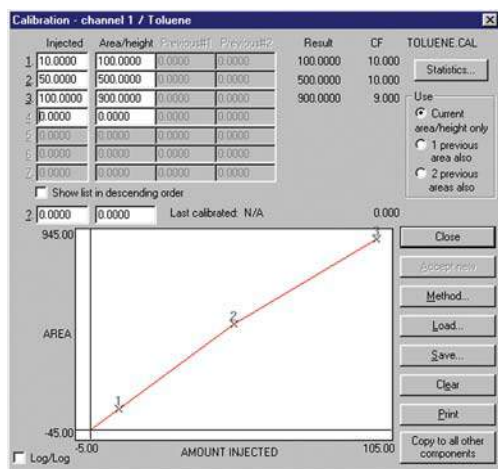 Calibration - channel 1 / Toluene
Injected Area/height Previous#1 Previous#2 Result CF TOLUENE.CAL
1 10.0000 100.0000 0.0000 0.0000 100.0000 10.000
2 50.0000 500.0000 0.0000 0.0000 500.0000 10.000
3 100.0000 900.0000 0.0000 0.0000 900.0000 9.000
4 0.0000 0.0000 0.0000 0.0000
5 0.0000 0.0000 0.0000 0.0000
6 0.0000 0.0000 0.0000 0.0000
7 0.0000 0.0000 0.0000 0.0000
Statistics...
Use
Current
area/height only
1 previous
area also
2 previous
areas also
Show list in descending order
? 0.0000 0.0000 Last calibrated: N/A 0.000
945.00
AREA
-45.00
1
2
3
-5.00 AMOUNT INJECTED 105.00
Log/Log
Close
Accept new
Method...
Load...
Save...
Clear
Print
Copy to all other
components